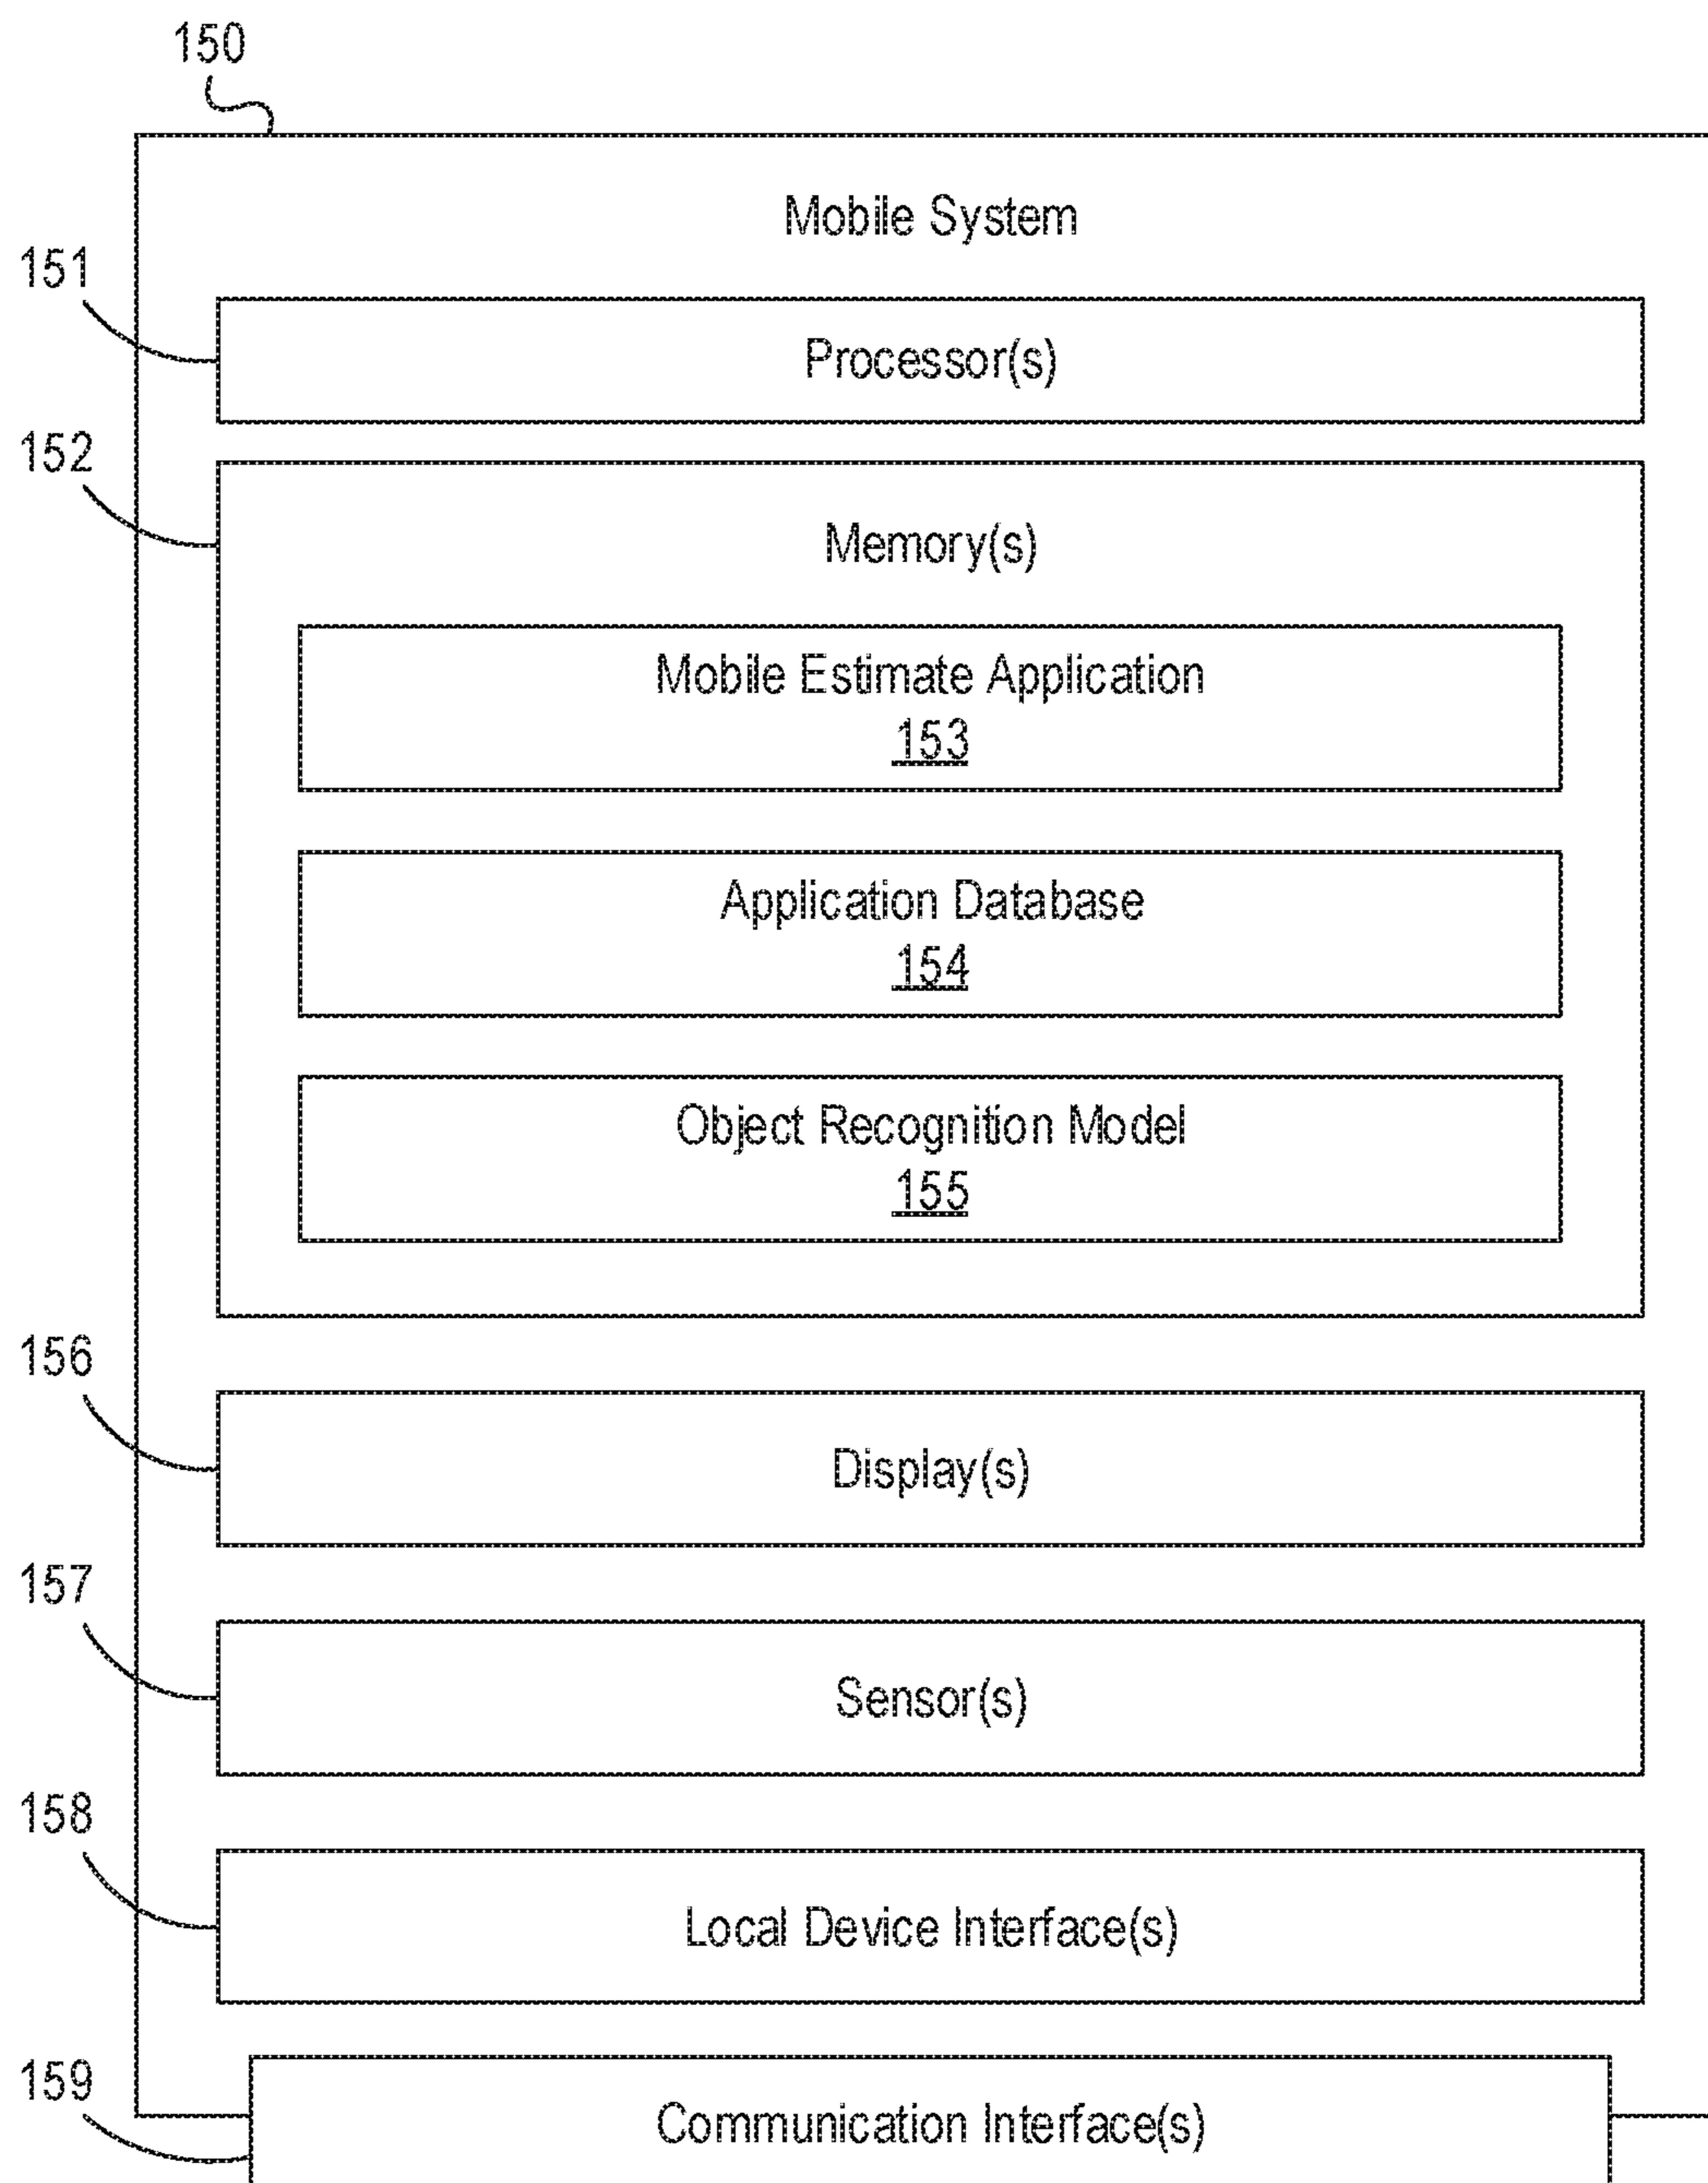 150
Mobile System
151
Processor(s)
152
Memory(s)
Mobile Estimate Application
153
Application Database
154
Object Recognition Model
155
156
Display(s)
157
Sensor(s)
158
Local Device Interface(s)
159
Communication Interface(s)